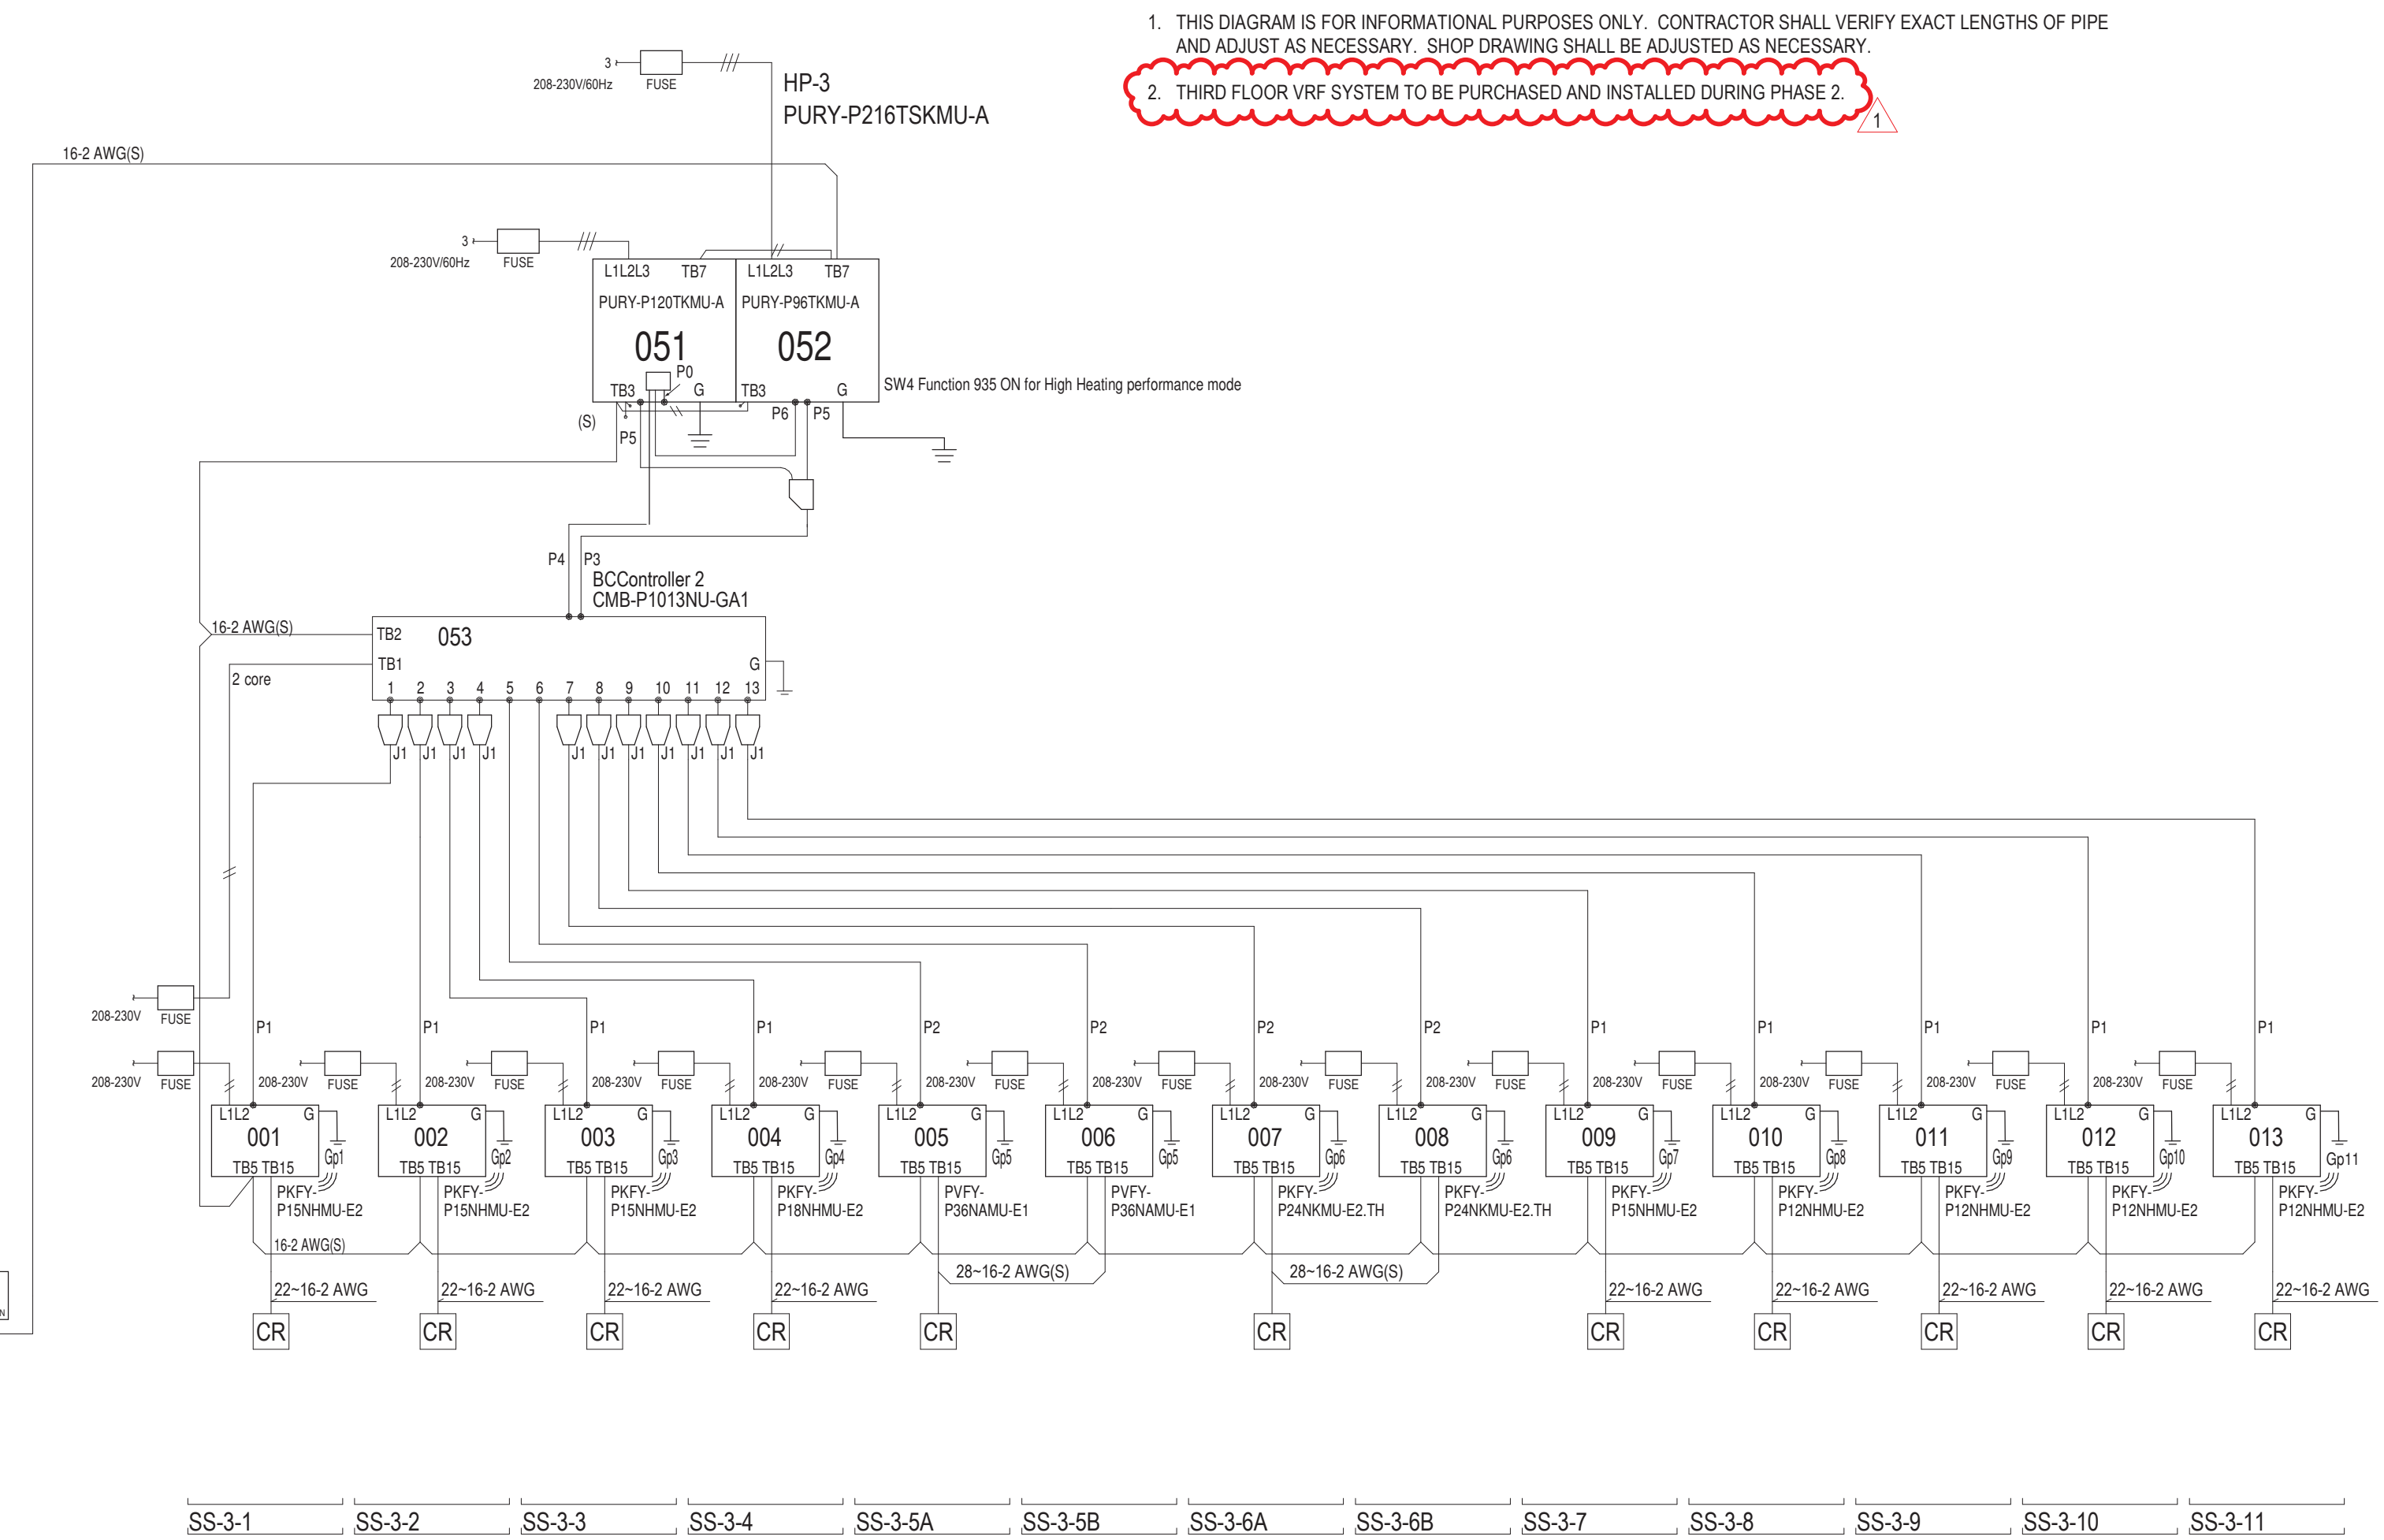 1. THIS DIAGRAM IS FOR INFORMATIONAL PURPOSES ONLY. CONTRACTOR SHALL VERIFY EXACT LENGTHS OF PIPE
AND ADJUST AS NECESSARY. SHOP DRAWING SHALL BE ADJUSTED AS NECESSARY.
2. THIRD FLOOR VRF SYSTEM TO BE PURCHASED AND INSTALLED DURING PHASE 2.
1
3
208-230V/60Hz FUSE
HP-3
PURY-P216TSKMU-A
16-2 AWG(S)
3
208-230V/60Hz FUSE
L1L2L3 TB7 L1L2L3 TB7
PURY-P120TKMU-A PURY-P96TKMU-A
051 052
P0
TB3 G TB3 G
SW4 Function 935 ON for High Heating performance mode
(S) P5 P6 P5
P4 P3
BCController 2
CMB-P1013NU-GA1
16-2 AWG(S) TB2 053
TB1 G
2 core
1 2 3 4 5 6 7 8 9 10 11 12 13
J1 J1 J1 J1 J1 J1 J1 J1 J1 J1 J1
208-230V FUSE
P1 P1 P1 P1 P2 P2 P2 P2 P1 P1 P1 P1 P1
208-230V FUSE 208-230V FUSE 208-230V FUSE 208-230V FUSE 208-230V FUSE 208-230V FUSE 208-230V FUSE 208-230V FUSE 208-230V FUSE 208-230V FUSE 208-230V FUSE 208-230V FUSE 208-230V FUSE
L1L2 G L1L2 G L1L2 G L1L2 G L1L2 G L1L2 G L1L2 G L1L2 G L1L2 G L1L2 G L1L2 G L1L2 G L1L2 G
001 002 003 004 005 006 007 008 009 010 011 012 013
Gp1 Gp2 Gp3 Gp4 Gp5 Gp5 Gp6 Gp6 Gp7 Gp8 Gp9 Gp10 Gp11
TB5 TB15 TB5 TB15 TB5 TB15 TB5 TB15 TB5 TB15 TB5 TB15 TB5 TB15 TB5 TB15 TB5 TB15 TB5 TB15 TB5 TB15 TB5 TB15 TB5 TB15
PKFY- PKFY- PKFY- PKFY- PVFY- PVFY- PKFY- PKFY- PKFY- PKFY- PKFY- PKFY- PKFY-
P15NHMU-E2 P15NHMU-E2 P15NHMU-E2 P18NHMU-E2 P36NAMU-E1 P36NAMU-E1 P24NKMU-E2.TH P24NKMU-E2.TH P15NHMU-E2 P12NHMU-E2 P12NHMU-E2 P12NHMU-E2 P12NHMU-E2
16-2 AWG(S)
28~16-2 AWG(S) 28~16-2 AWG(S)
22~16-2 AWG 22~16-2 AWG 22~16-2 AWG 22~16-2 AWG 22~16-2 AWG 22~16-2 AWG 22~16-2 AWG 22~16-2 AWG 22~16-2 AWG
CR CR CR CR CR CR CR CR CR CR CR
SS-3-1 SS-3-2 SS-3-3 SS-3-4 SS-3-5A SS-3-5B SS-3-6A SS-3-6B SS-3-7 SS-3-8 SS-3-9 SS-3-10 SS-3-11